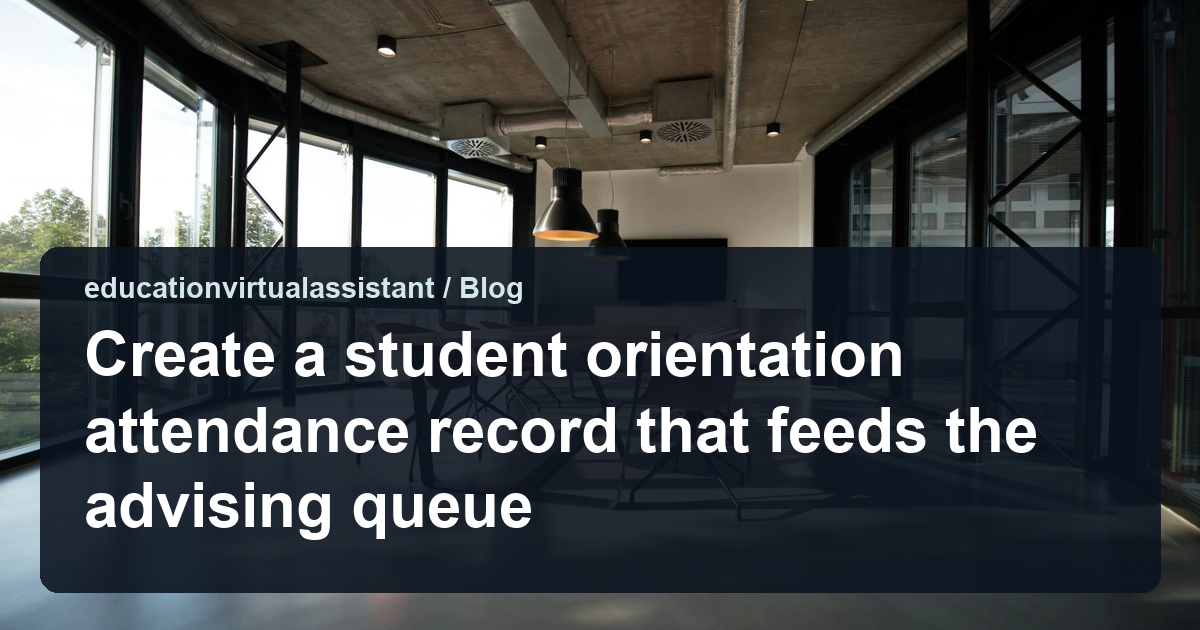 educationvirtualassistant / Blog
Create a student orientation
attendance record that feeds the
advising queue